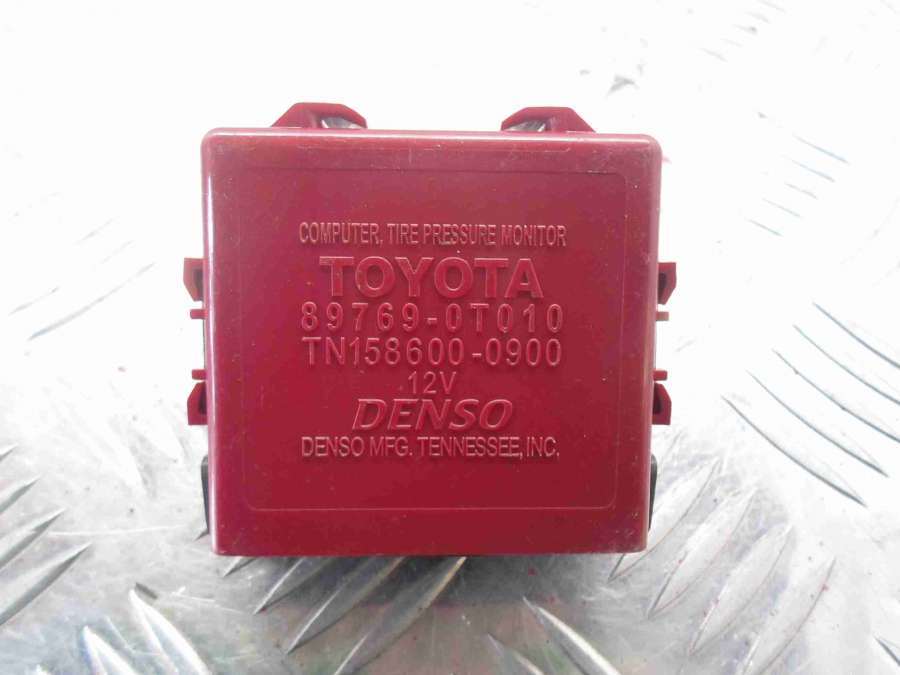 COMPUTER, TIRE PRESSURE MONITOR
TOYOTA
89769-0T010
TN158600-0900
12V
DENSO
DENSO MFG. TENNESSEE, INC.